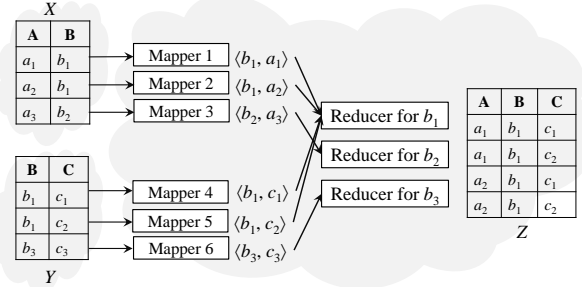 X
A B
a₁ b₁
a₂ b₁
a₃ b₂
Mapper 1 ⟨b₁, a₁⟩
Mapper 2 ⟨b₁, a₂⟩
Mapper 3 ⟨b₂, a₃⟩
B C
b₁ c₁
b₁ c₂
b₃ c₃
Y
Mapper 4 ⟨b₁, c₁⟩
Mapper 5 ⟨b₁, c₂⟩
Mapper 6 ⟨b₃, c₃⟩
Reducer for b₁
Reducer for b₂
Reducer for b₃
A B C
a₁ b₁ c₁
a₁ b₁ c₂
a₂ b₁ c₁
a₂ b₁ c₂
Z